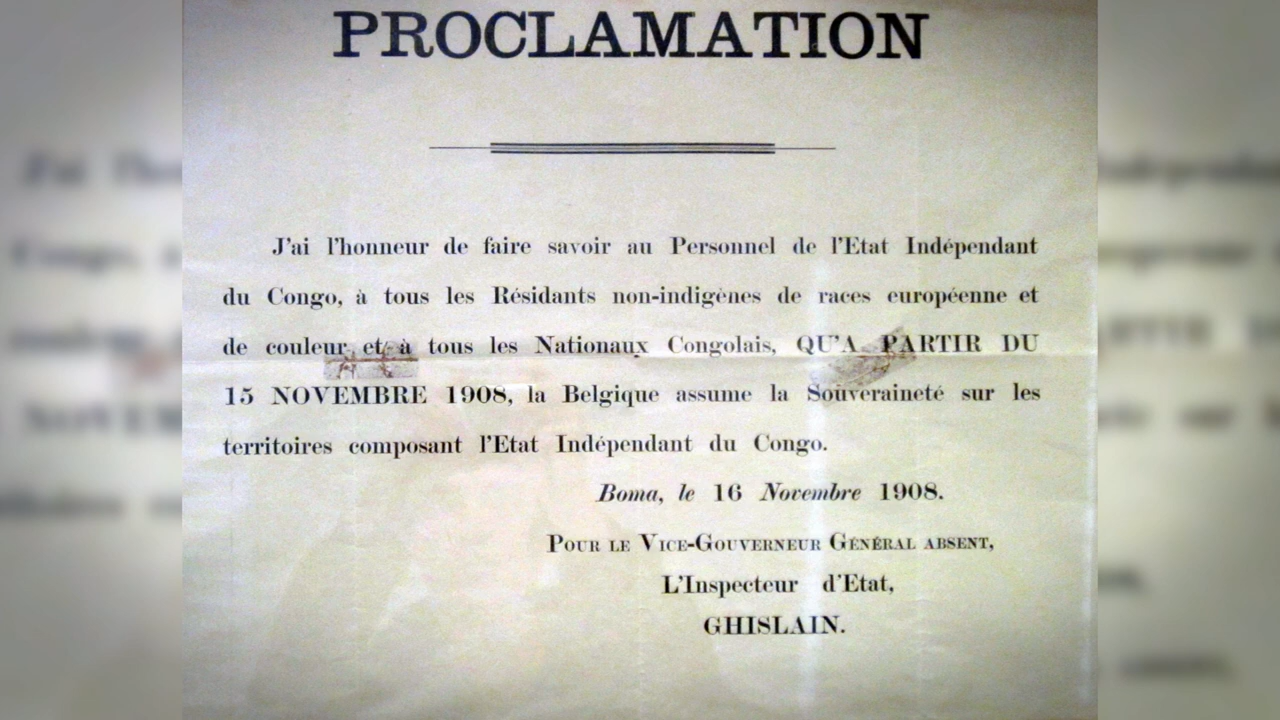 PROCLAMATION
J'ai l'honneur de faire savoir au Personnel de l'Etat Indépendant
du Congo, à tous les Résidants non-indigènes de races européenne et
de couleur et à tous les Nationaux Congolais, QU'A PARTIR DU
15 NOVEMBRE 1908, la Belgique assume la Souveraineté sur les
territoires composant l'Etat Indépendant du Congo.
Boma, le 16 Novembre 1908.
POUR LE VICE-GOUVERNEUR GÉNÉRAL ABSENT,
L'Inspecteur d'Etat,
GHISLAIN.